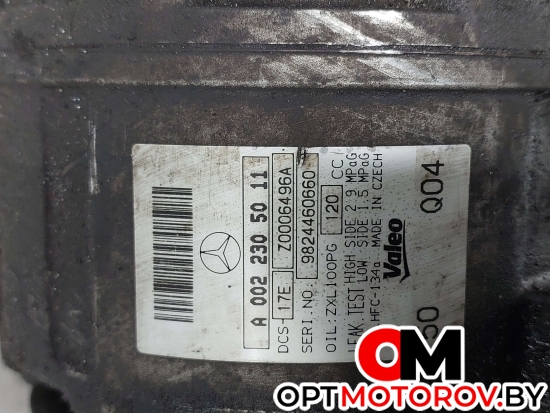 A 002 230 50 11
DCS-17E Z0006496A
SERI.NO: 9824460660
OIL:ZXL100PG 120 CC
LEAK TEST HIGH SIDE 2.9 MPaG
LOW SIDE 1.5 MPaG
HFC-134a MADE IN CZECH
Valeo
Q04
OM
OPTMOTOROV.BY